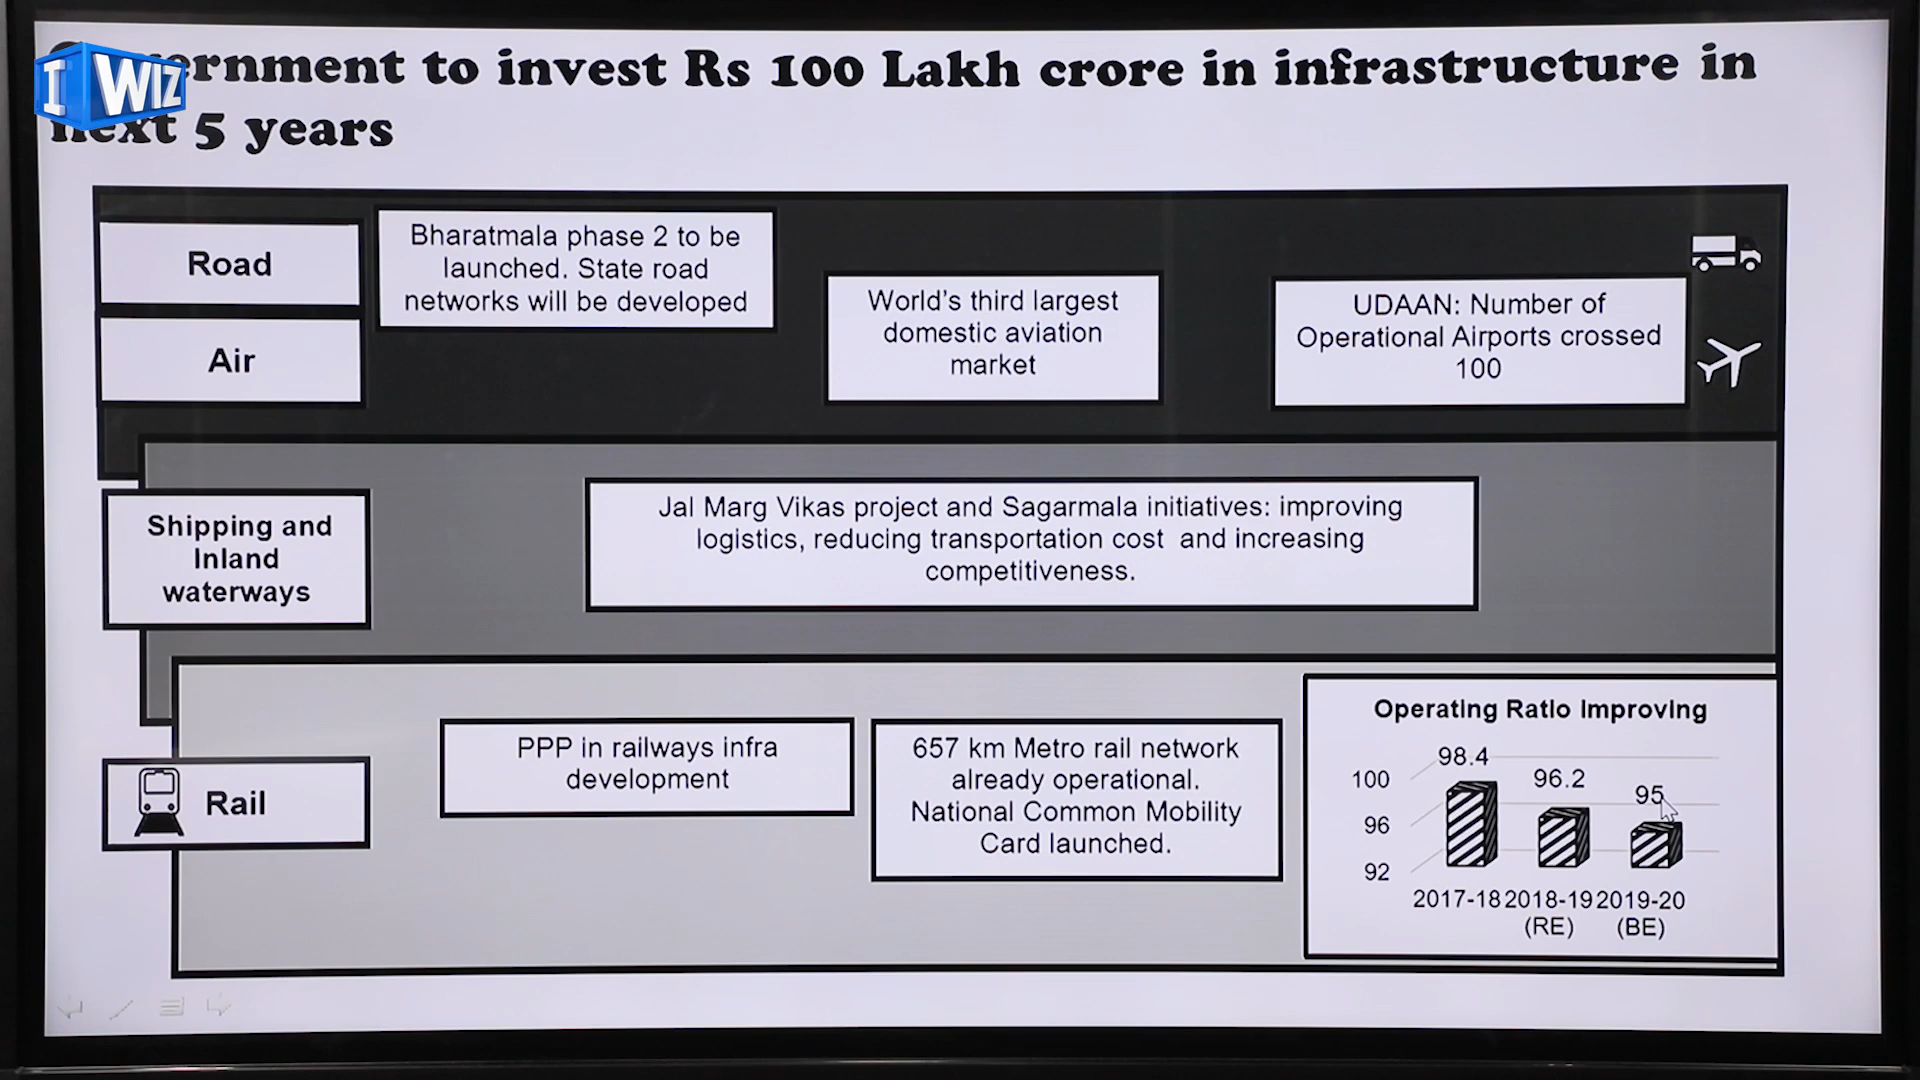 I WIZ
ernment to invest Rs 100 Lakh crore in infrastructure in
next 5 years
Road
Bharatmala phase 2 to be
launched. State road
networks will be developed
Air
World's third largest
domestic aviation
market
UDAAN: Number of
Operational Airports crossed
100
Shipping and
Inland
waterways
Jal Marg Vikas project and Sagarmala initiatives: improving
logistics, reducing transportation cost and increasing
competitiveness.
Rail
PPP in railways infra
development
657 km Metro rail network
already operational.
National Common Mobility
Card launched.
Operating Ratio Improving
98.4
100
96.2
95
96
92
2017-18 2018-19 2019-20
(RE) (BE)